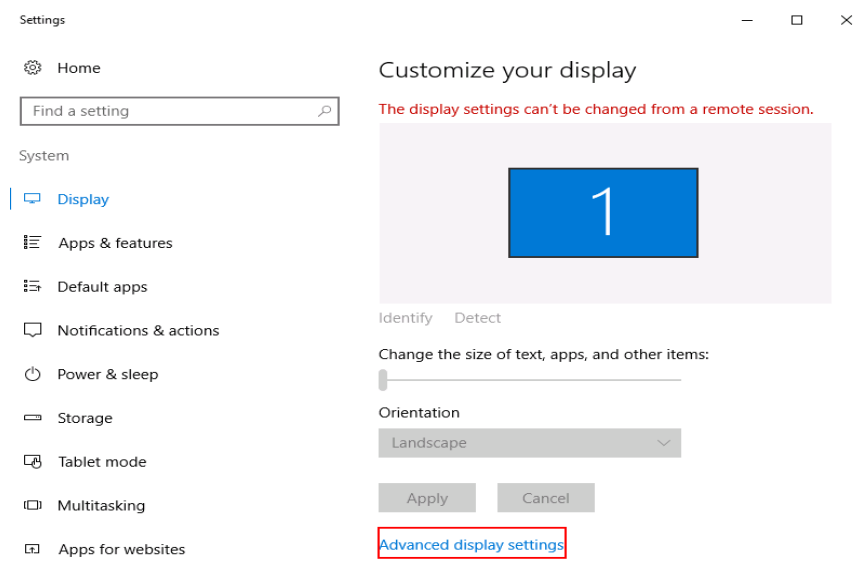 Settings
Home
Find a setting
System
Display
Apps & features
Default apps
Notifications & actions
Power & sleep
Storage
Tablet mode
Multitasking
Apps for websites
Customize your display
The display settings can't be changed from a remote session.
1
Identify Detect
Change the size of text, apps, and other items:
Orientation
Landscape
Apply Cancel
Advanced display settings